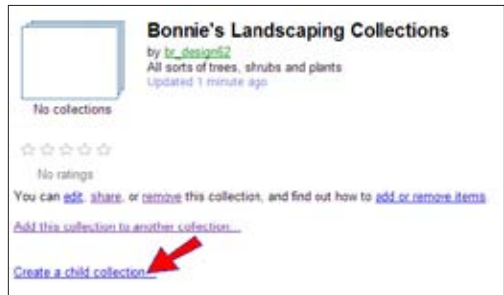 Bonnie's Landscaping Collections
by br_design62
All sorts of trees, shrubs and plants
Updated 1 minute ago
No collections
No ratings
You can edit, share, or remove this collection, and find out how to add or remove items
Add this collection to another collection...
Create a child collection...